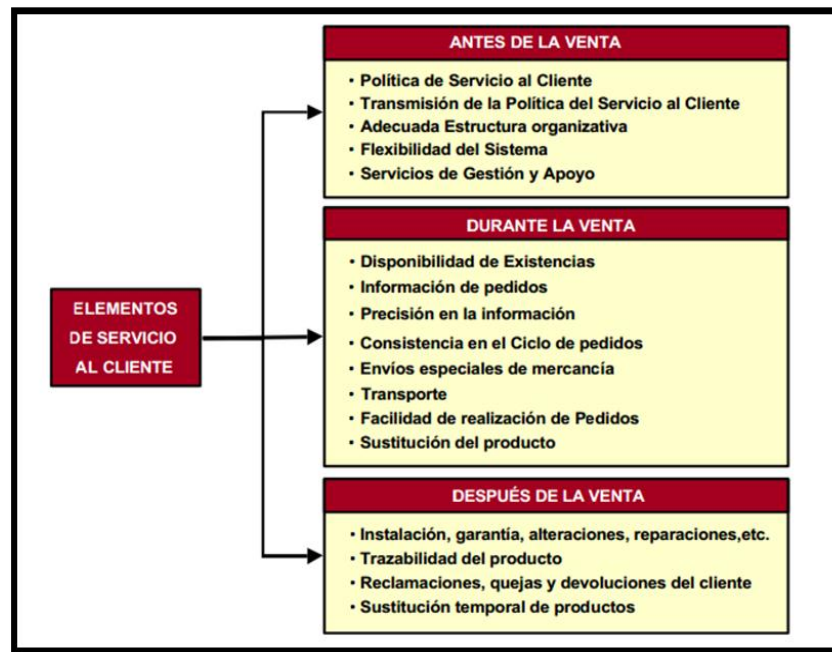 ANTES DE LA VENTA
• Política de Servicio al Cliente
• Transmisión de la Política del Servicio al Cliente
• Adecuada Estructura organizativa
• Flexibilidad del Sistema
• Servicios de Gestión y Apoyo
ELEMENTOS
DE SERVICIO
AL CLIENTE
DURANTE LA VENTA
• Disponibilidad de Existencias
• Información de pedidos
• Precisión en la información
• Consistencia en el Ciclo de pedidos
• Envíos especiales de mercancía
• Transporte
• Facilidad de realización de Pedidos
• Sustitución del producto
DESPUÉS DE LA VENTA
• Instalación, garantía, alteraciones, reparaciones,etc.
• Trazabilidad del producto
• Reclamaciones, quejas y devoluciones del cliente
• Sustitución temporal de productos